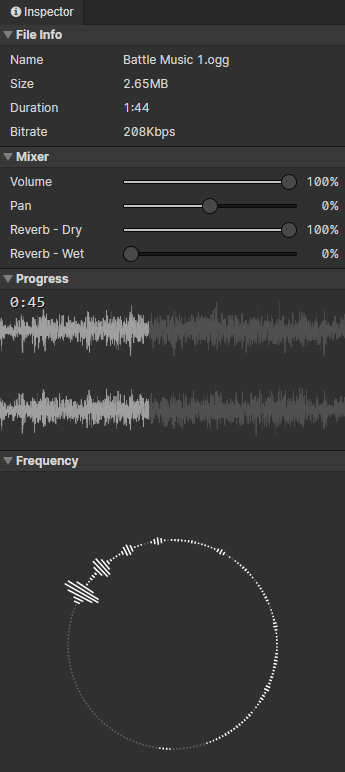 Inspector
File Info
Name Battle Music 1.ogg
Size 2.65MB
Duration 1:44
Bitrate 208Kbps
Mixer
Volume 100%
Pan 0%
Reverb - Dry 100%
Reverb - Wet 0%
Progress
0:45
Frequency